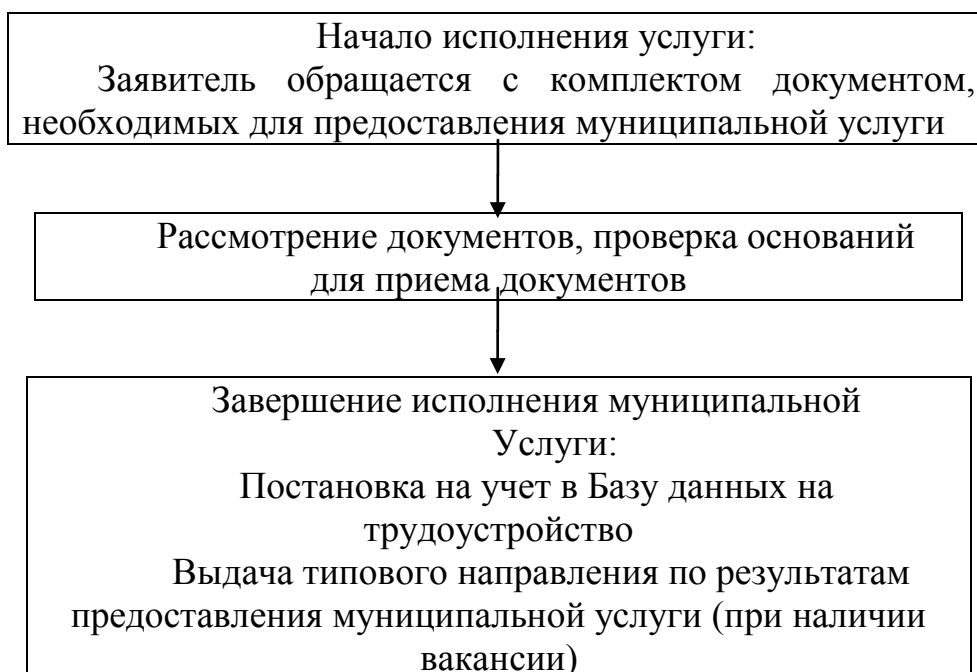 Начало исполнения услуги:
Заявитель обращается с комплектом документом,
необходимых для предоставления муниципальной услуги
Рассмотрение документов, проверка оснований
для приема документов
Завершение исполнения муниципальной
Услуги:
Постановка на учет в Базу данных на
трудоустройство
Выдача типового направления по результатам
предоставления муниципальной услуги (при наличии
вакансии)